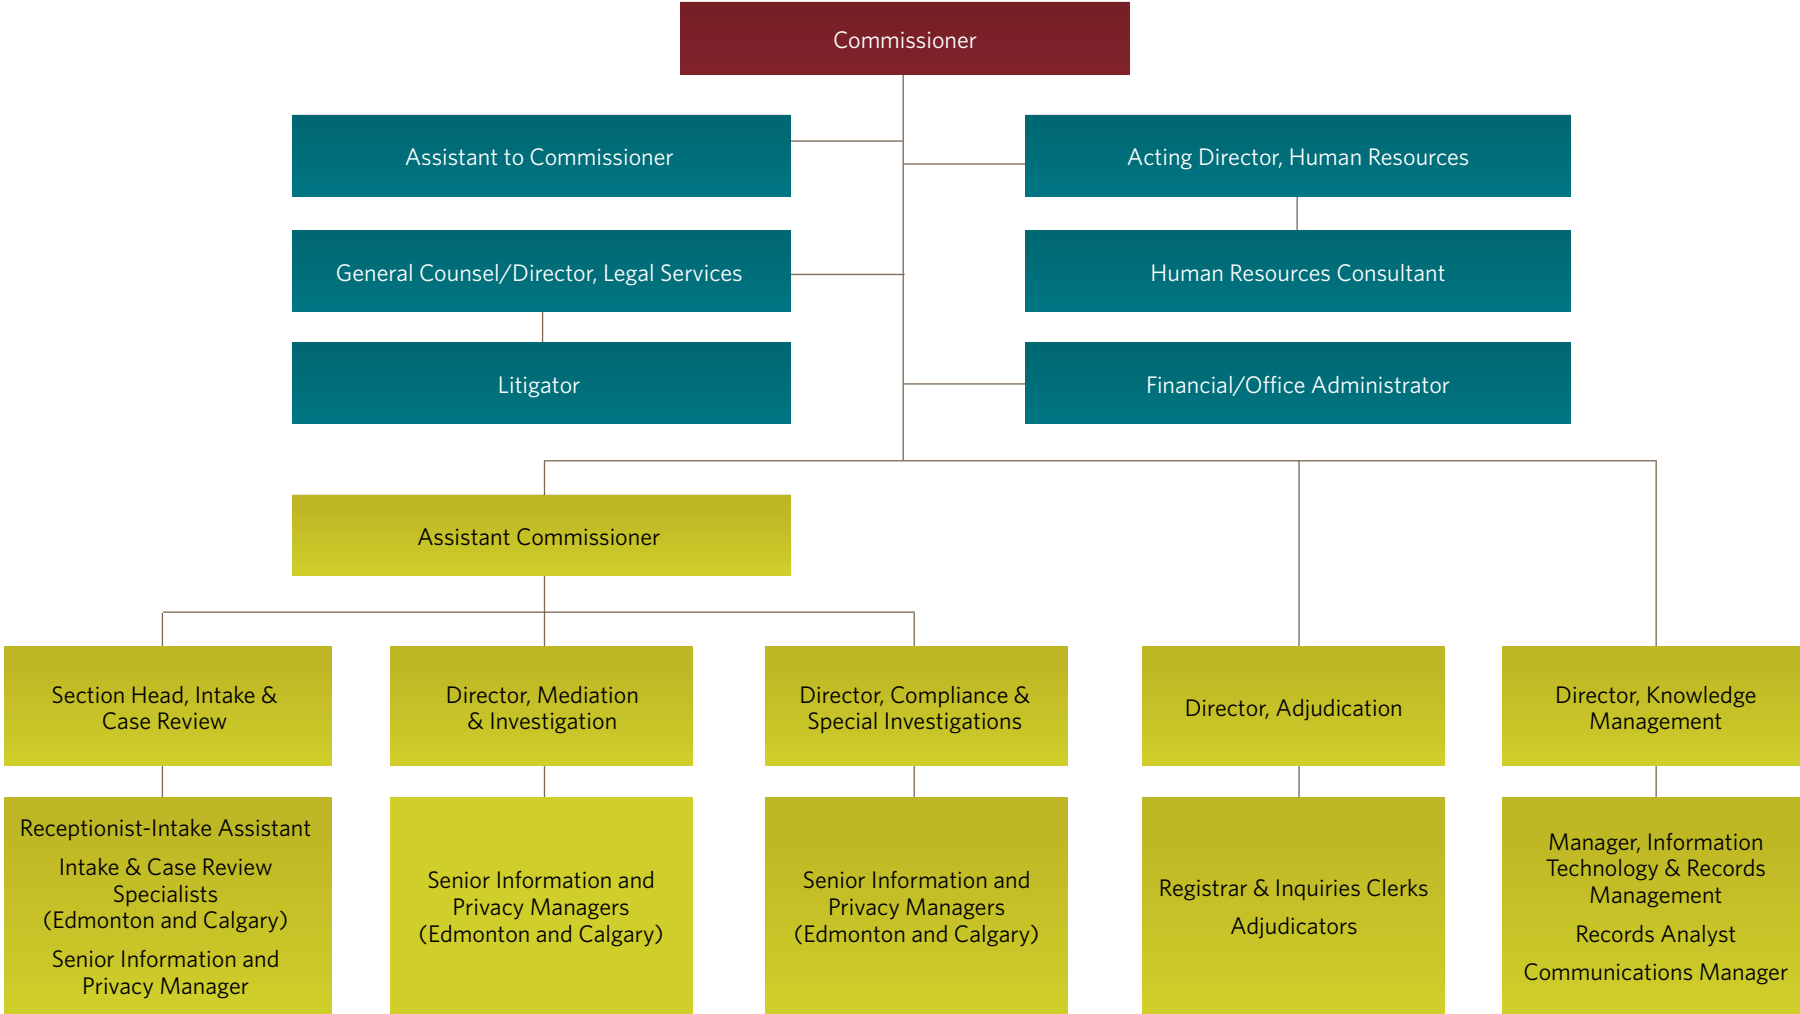 Commissioner
Assistant to Commissioner
Acting Director, Human Resources
General Counsel/Director, Legal Services
Human Resources Consultant
Litigator
Financial/Office Administrator
Assistant Commissioner
Section Head, Intake &
Case Review
Director, Mediation
& Investigation
Director, Compliance &
Special Investigations
Director, Adjudication
Director, Knowledge
Management
Receptionist-Intake Assistant
Intake & Case Review
Specialists
(Edmonton and Calgary)
Senior Information and
Privacy Manager
Senior Information and
Privacy Managers
(Edmonton and Calgary)
Senior Information and
Privacy Managers
(Edmonton and Calgary)
Registrar & Inquiries Clerks
Adjudicators
Manager, Information
Technology & Records
Management
Records Analyst
Communications Manager